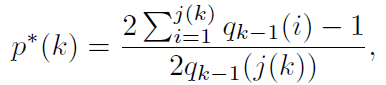 $p^*(k) = \frac{2\sum_{i=1}^{j(k)} q_{k-1}(i) - 1}{2q_{k-1}(j(k))},$